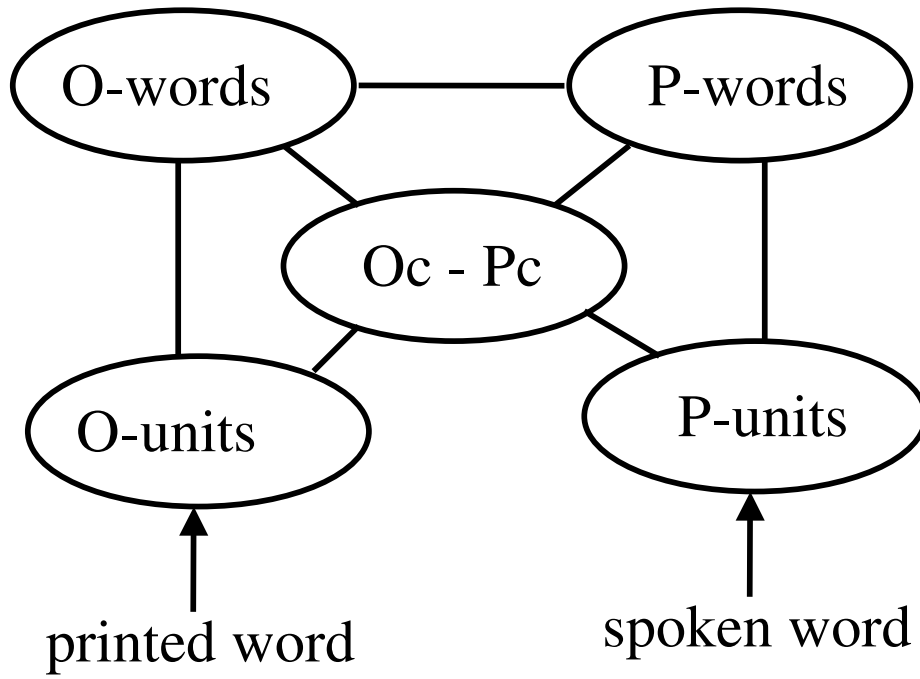 O-words
P-words
Oc - Pc
O-units
P-units
printed word
spoken word